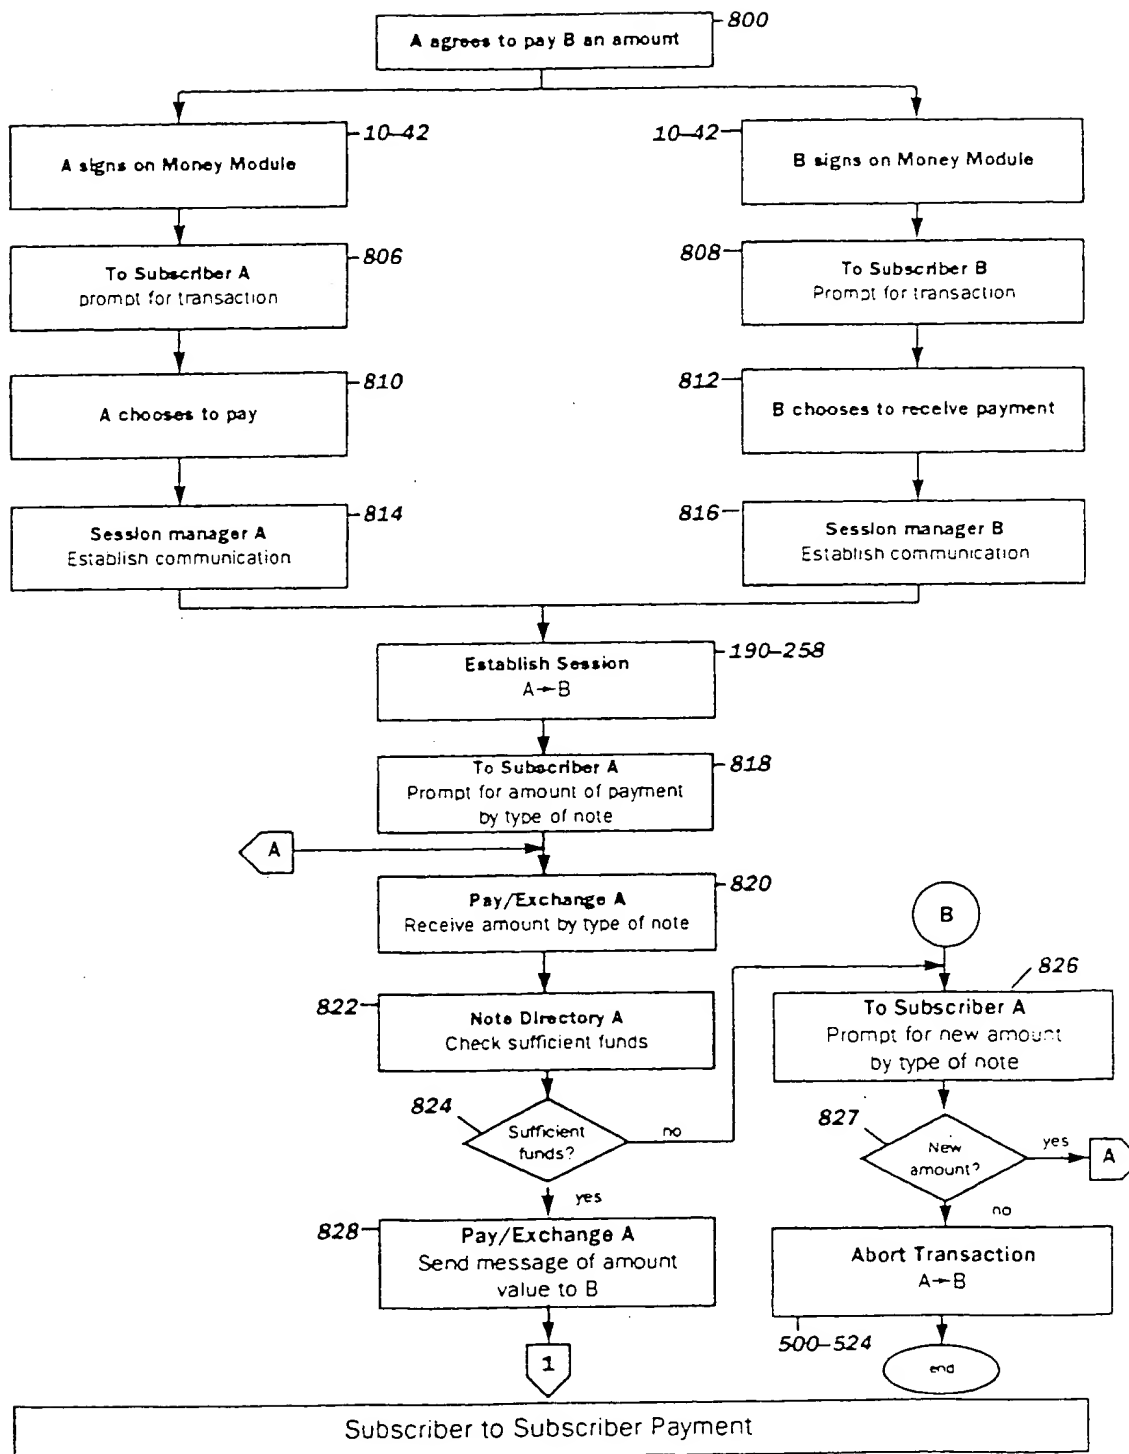 A agrees to pay B an amount
800
A signs on Money Module
10-42
10-42
B signs on Money Module
To Subscriber A
prompt for transaction
806
808
To Subscriber B
Prompt for transaction
A chooses to pay
810
812
B chooses to receive payment
Session manager A
Establish communication
814
816
Session manager B
Establish communication
Establish Session
A→B
190-258
To Subscriber A
Prompt for amount of payment
by type of note
818
A
Pay/Exchange A
Receive amount by type of note
820
B
822
Note Directory A
Check sufficient funds
826
To Subscriber A
Prompt for new amount
by type of note
824
Sufficient
funds?
no
yes
827
New
amount?
yes
A
no
828
Pay/Exchange A
Send message of amount
value to B
Abort Transaction
A→B
500-524
1
end
Subscriber to Subscriber Payment